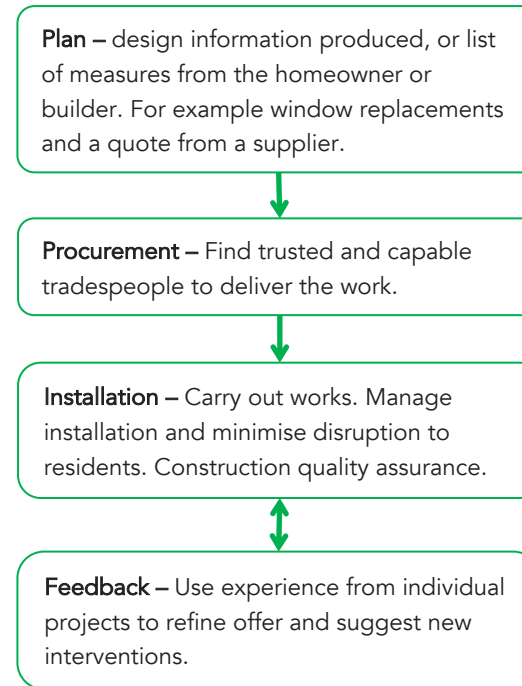 Plan – design information produced, or list
of measures from the homeowner or
builder. For example window replacements
and a quote from a supplier.
Procurement – Find trusted and capable
tradespeople to deliver the work.
Installation – Carry out works. Manage
installation and minimise disruption to
residents. Construction quality assurance.
Feedback – Use experience from individual
projects to refine offer and suggest new
interventions.